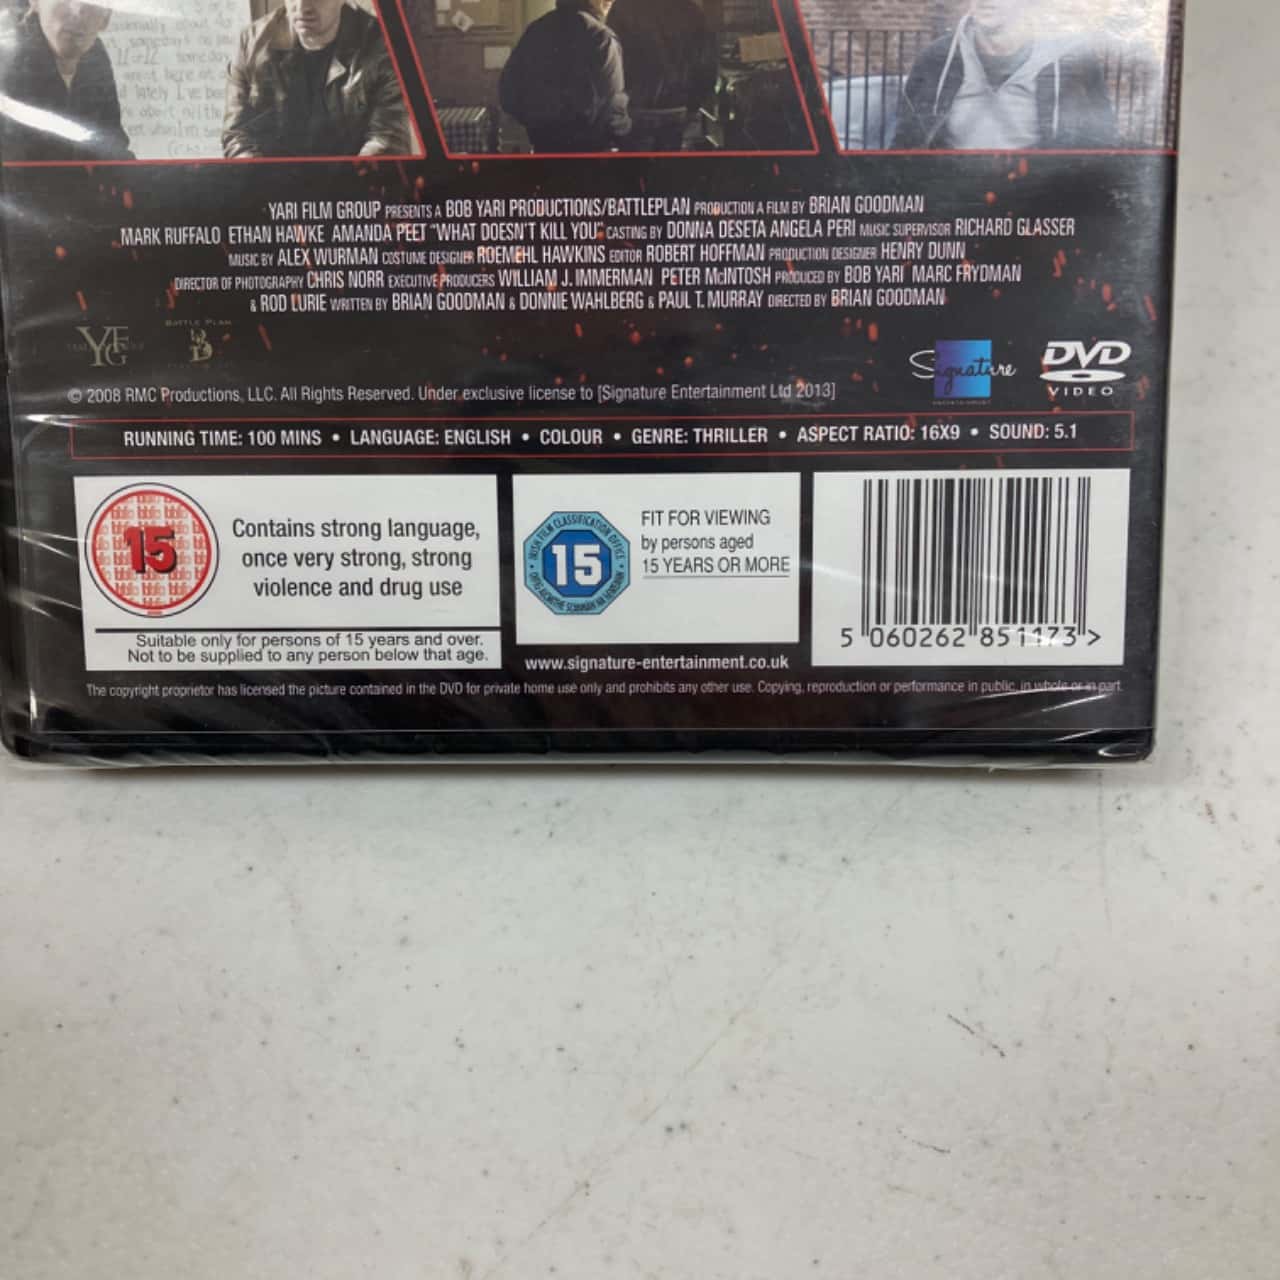 YARI FILM GROUP PRESENTS A BOB YARI PRODUCTIONS/BATTLEPLAN PRODUCTION A FILM BY BRIAN GOODMAN
MARK RUFFALO ETHAN HAWKE AMANDA PEET "WHAT DOESN'T KILL YOU" CASTING BY DONNA DESETA ANGELA PERI MUSIC SUPERVISOR RICHARD GLASSER
MUSIC BY ALEX WURMAN COSTUME DESIGNER ROEMEHL HAWKINS EDITOR ROBERT HOFFMAN PRODUCTION DESIGNER HENRY DUNN
DIRECTOR OF PHOTOGRAPHY CHRIS NORR EXECUTIVE PRODUCERS WILLIAM J. IMMERMAN PETER McINTOSH PRODUCED BY BOB YARI MARC FRYDMAN
& ROD LURIE WRITTEN BY BRIAN GOODMAN & DONNIE WAHLBERG & PAUL T. MURRAY DIRECTED BY BRIAN GOODMAN
YFG
BATTLE PLAN
Signature
ENTERTAINMENT
DVD
VIDEO
© 2008 RMC Productions, LLC. All Rights Reserved. Under exclusive license to [Signature Entertainment Ltd 2013]
RUNNING TIME: 100 MINS • LANGUAGE: ENGLISH • COLOUR • GENRE: THRILLER • ASPECT RATIO: 16X9 • SOUND: 5.1
15
Contains strong language,
once very strong, strong
violence and drug use
Suitable only for persons of 15 years and over.
Not to be supplied to any person below that age.
IRISH FILM CLASSIFICATION OFFICE
15
FIT FOR VIEWING
by persons aged
15 YEARS OR MORE
www.signature-entertainment.co.uk
5 060262 851173 >
The copyright proprietor has licensed the picture contained in the DVD for private home use only and prohibits any other use. Copying, reproduction or performance in public, in whole or in part.